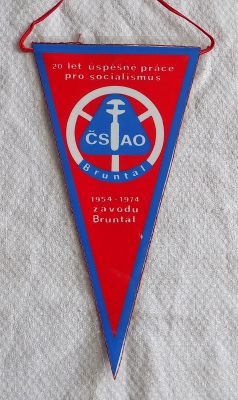 20 let úspěšné práce
pro socialismus
ČSAO
Bruntál
1954-1974
závodu
Bruntál